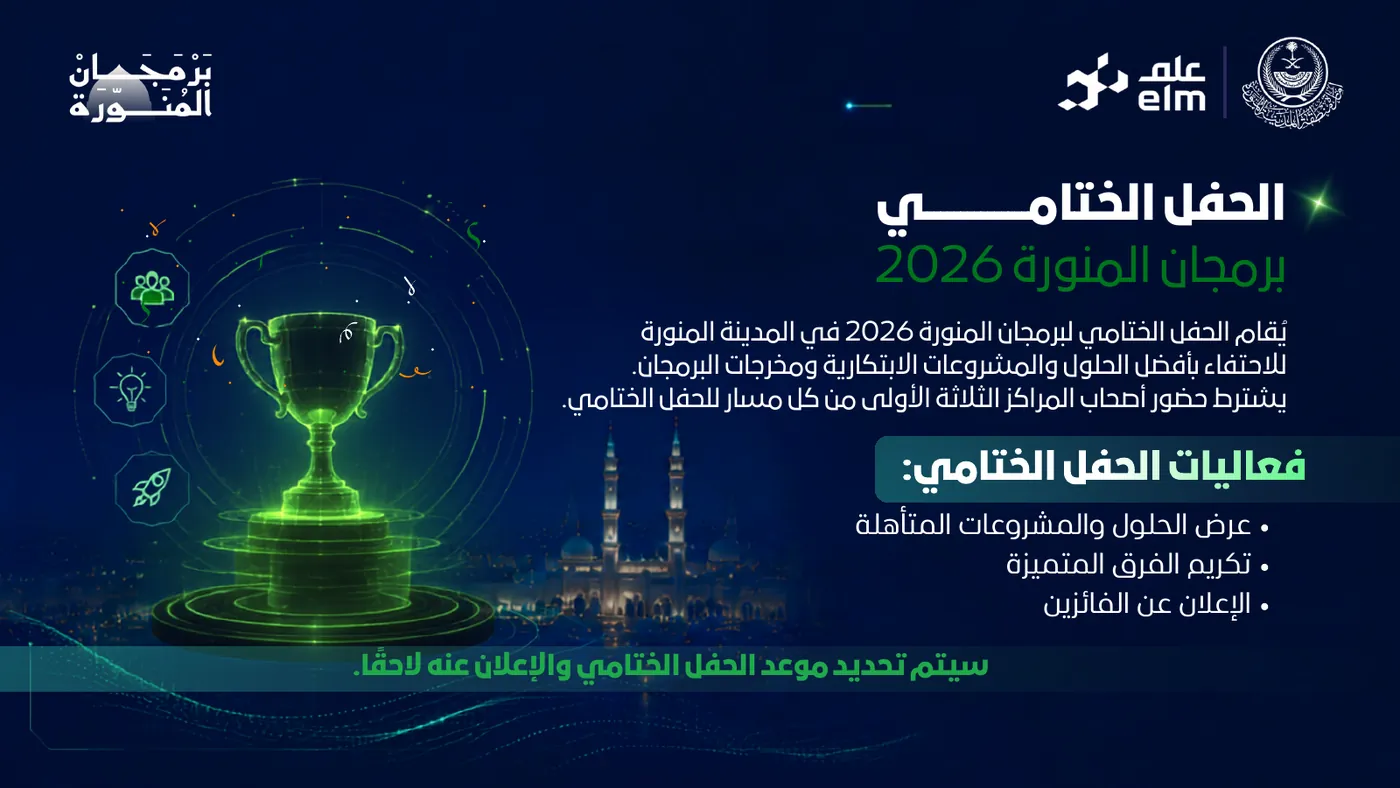 بَرْمَجَانْ
المُنَوَّرَة
علم
elm
الحفل الختامي
برمجان المنورة 2026
يُقام الحفل الختامي لبرمجان المنورة 2026 في المدينة المنورة
للاحتفاء بأفضل الحلول والمشروعات الابتكارية ومخرجات البرمجان.
يشترط حضور أصحاب المراكز الثلاثة الأولى من كل مسار للحفل الختامي.
فعاليات الحفل الختامي:
• عرض الحلول والمشروعات المتأهلة
• تكريم الفرق المتميزة
• الإعلان عن الفائزين
سيتم تحديد موعد الحفل الختامي والإعلان عنه لاحقًا.